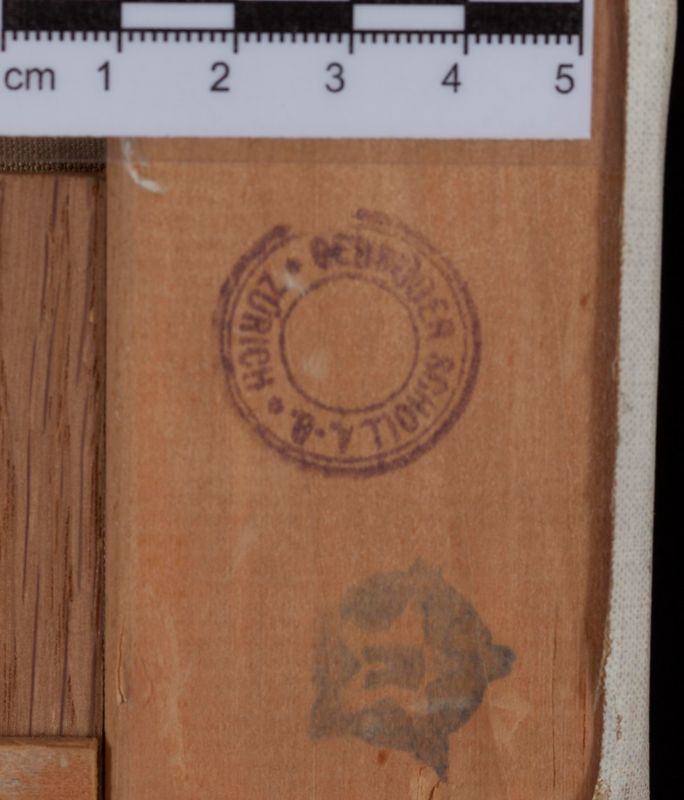 cm 1 2 3 4 5
GEBRÜDER SCHOLL A.-G. * ZÜRICH *